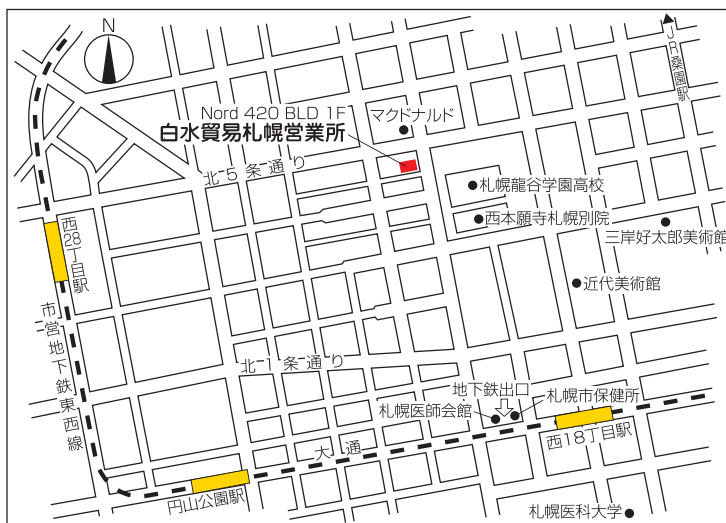 N
JR桑園駅
Nord 420 BLD 1F
白水貿易札幌営業所
マクドナルド
北5条通り
札幌龍谷学園高校
西本願寺札幌別院
三岸好太郎美術館
西28丁目駅
近代美術館
市営地下鉄東西線
北1条通り
地下鉄出口
札幌市保健所
札幌医師会館
西18丁目駅
大通
円山公園駅
札幌医科大学